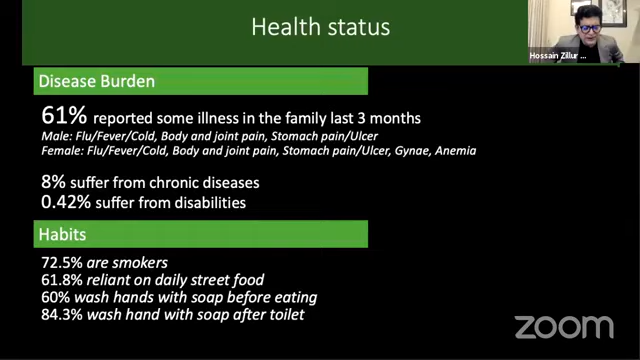 Health status
Hossain Zillur ...
Disease Burden
61% reported some illness in the family last 3 months
Male: Flu/Fever/Cold, Body and joint pain, Stomach pain/Ulcer
Female: Flu/Fever/Cold, Body and joint pain, Stomach pain/Ulcer, Gynae, Anemia
8% suffer from chronic diseases
0.42% suffer from disabilities
Habits
72.5% are smokers
61.8% reliant on daily street food
60% wash hands with soap before eating
84.3% wash hand with soap after toilet
zoom